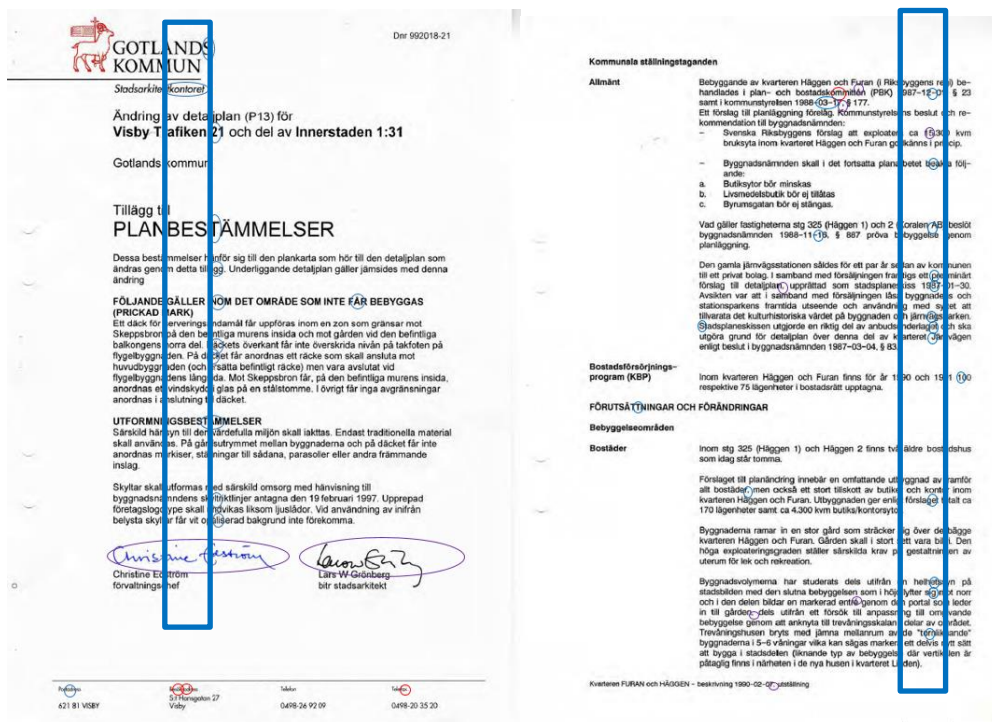 Dnr 992018-21
GOTLANDS
KOMMUN
Stadsarkitektkontoret
Ändring av detaljplan (P13) för
Visby Trafiken 21 och del av Innerstaden 1:31
Gotlands kommun
Tillägg till
PLANBESTÄMMELSER
Dessa bestämmelser hänför sig till den plankarta som hör till den detaljplan som
ändras genom detta tillägg. Underliggande detaljplan gäller jämsides med denna
ändring
FÖLJANDE GÄLLER INOM DET OMRÅDE SOM INTE FÅR BEBYGGAS
(PRICKAD MARK)
Ett däck för serveringsändamål får uppföras inom en zon som gränsar mot
Skeppsbron på den befintliga murens insida och mot gården vid den befintliga
balkongens norra del. Däckets överkant får inte överskrida nivån på takfoten på
flygelbyggnaden. På däcket får anordnas ett räcke som skall ansluta mot
huvudbyggnaden (och ersätta befintligt räcke) men vara avslutat vid
flygelbyggnadens långsida. Mot Skeppsbron får, på den befintliga murens insida,
anordnas ett vindskydd i glas på en stålstomme. I övrigt får inga avgränsningar
anordnas i anslutning till däcket.
UTFORMNINGSBESTÄMMELSER
Särskild hänsyn till den värdefulla miljön skall iakttas. Endast traditionella material
skall användas. På gårdsutrymmet mellan byggnaderna och på däcket får inte
anordnas markiser, ställningar till sådana, parasoler eller andra främmande
inslag.
Skyltar skall utformas med särskild omsorg med hänvisning till
byggnadsnämndens skyltriktlinjer antagna den 19 februari 1997. Upprepad
företagslogotype skall undvikas liksom ljuslådor. Vid användning av inifrån
belysta skyltar får vit opaliserad bakgrund inte förekomma.
Christine Eöström
förvaltningschef
Lars W Grönberg
bitr stadsarkitekt
Postadress
621 81 VISBY
Besöksadress
S:t Hansgatan 27
Visby
Telefon
0498-26 92 09
Telefax
0498-20 35 20
Kommunala ställningstaganden
Allmänt
Bebyggande av kvarteren Häggen och Furan (i Riksbyggens regi) be-
handlades i plan- och bostadskommittén (PBK) 1987-12-01, § 23
samt i kommunstyrelsen 1988-03-17, § 177.
Ett förslag till planläggning förelåg. Kommunstyrelsens beslut och re-
kommendation till byggnadsnämnden:
– Svenska Riksbyggens förslag att exploatera ca 15.300 kvm
bruksyta inom kvarteret Häggen och Furan godkänns i princip.
– Byggnadsnämnden skall i det fortsatta planarbetet beakta följ-
ande:
a. Butiksytor bör minskas
b. Livsmedelsbutik bör ej tillåtas
c. Byrumsgatan bör ej stängas.
Vad gäller fastigheterna stg 325 (Häggen 1) och 2 (Koralen AB) beslöt
byggnadsnämnden 1988-11-16, § 867 pröva bebyggelse genom
planläggning.
Den gamla järnvägsstationen såldes för ett par år sedan av kommunen
till ett privat bolag. I samband med försäljningen framtogs ett preliminärt
förslag till detaljplan, upprättad som stadsplaneskiss 1987-01-30.
Avsikten var att i samband med försäljningen låsa byggnadens och
stationsparkens framtida utseende och användning med syftet att
tillvarata det kulturhistoriska värdet på byggnaden och järnvägsparken.
Stadsplaneskissen utgjorde en riktig del av anbudsunderlaget och ska
utgöra grund för detaljplan över denna del av kvarteret Järnvägen
enligt beslut i byggnadsnämnden 1987-03-04, § 83.
Bostadsförsörjnings-
program (KBP)
Inom kvarteren Häggen och Furan finns för år 1990 och 1991 100
respektive 75 lägenheter i bostadsrätt upptagna.
FÖRUTSÄTTNINGAR OCH FÖRÄNDRINGAR
Bebyggelseområden
Bostäder
Inom stg 325 (Häggen 1) och Häggen 2 finns två äldre bostadshus
som idag står tomma.
Förslaget till planändring innebär en omfattande utbyggnad av framför
allt bostäder, men också ett stort tillskott av butiker och kontor inom
kvarteren Häggen och Furan. Utbyggnaden ger enligt förslaget totalt ca
170 lägenheter samt ca 4.300 kvm butiks/kontorsytor.
Byggnaderna ramar in en stor gård som sträcker sig över de bägge
kvarteren Häggen och Furan. Gården skall i stort sett vara bilfri. Den
höga exploateringsgraden ställer särskilda krav på gestaltningen av
uterum för lek och rekreation.
Byggnadsvolymerna har studerats dels utifrån en helhetssyn på
stadsbilden med den slutna bebyggelsen som i höjd lyfter sig mot norr
och i den delen bildar en markerad entré genom den portal som leder
in till gården, dels utifrån ett försök till anpassning till omgivande
bebyggelse genom att anknyta till trevåningsskalan i delar av området.
Trevåningshusen bryts med jämna mellanrum av de "tornliknande"
byggnaderna i 5-6 våningar vilka kan sägas markera ett delvis nytt sätt
att bygga i stadsdelen (liknande typ av bebyggelse där vertikalen är
påtaglig finns i närheten i de nya husen i kvarteret Linden).
Kvarteren FURAN och HÄGGEN – beskrivning 1990-02-07, utställning